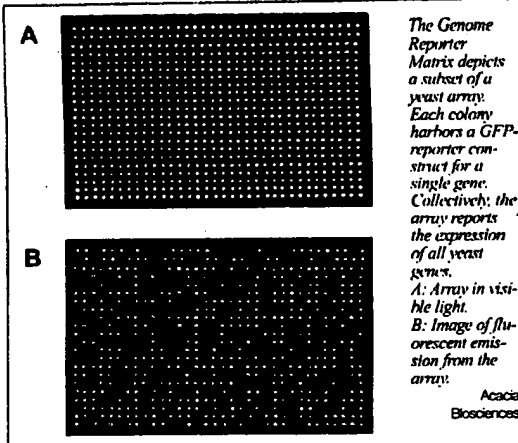 A
B
The Genome
Reporter
Matrix depicts
a subset of a
yeast array.
Each colony
harbors a GFP-
reporter con-
struct for a
single gene.
Collectively, the
array reports
the expression
of all yeast
genes.
A: Array in visi-
ble light.
B: Image of flu-
orescent emis-
sion from the
array.
Acacia
Biosciences